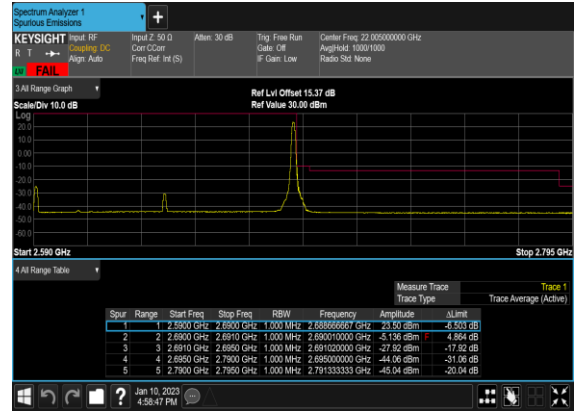 Spectrum Analyzer 1
Spurious Emissions
+
KEYSIGHT Input: RF Input Z: 50 Ω Atten: 30 dB Trig: Free Run Center Freq: 22.005000000 GHz
R T Coupling: DC Corr CCorr Gate: Off Avg|Hold: 1000/1000
Align: Auto Freq Ref: Int (S) IF Gain: Low Radio Std: None
LW FAIL
3 All Range Graph
Ref Lvl Offset 15.37 dB
Scale/Div 10.0 dB Ref Value 30.00 dBm
Log
20.0
10.0
0.00
-10.0
-20.0
-30.0
-40.0
-50.0
-60.0
Start 2.590 GHz Stop 2.795 GHz
4 All Range Table
Measure Trace Trace 1
Trace Type Trace Average (Active)
Spur Range Start Freq Stop Freq RBW Frequency Amplitude ΔLimit
1 1 2.5900 GHz 2.6900 GHz 1.000 MHz 2.688666667 GHz 23.50 dBm -6.503 dB
2 2 2.6900 GHz 2.6910 GHz 1.000 MHz 2.690010000 GHz -5.136 dBm F 4.864 dB
3 3 2.6910 GHz 2.6950 GHz 1.000 MHz 2.691020000 GHz -27.92 dBm -17.92 dB
4 4 2.6950 GHz 2.7900 GHz 1.000 MHz 2.695000000 GHz -44.06 dBm -31.06 dB
5 5 2.7900 GHz 2.7950 GHz 1.000 MHz 2.791333333 GHz -45.04 dBm -20.04 dB
? Jan 10, 2023
4:58:47 PM